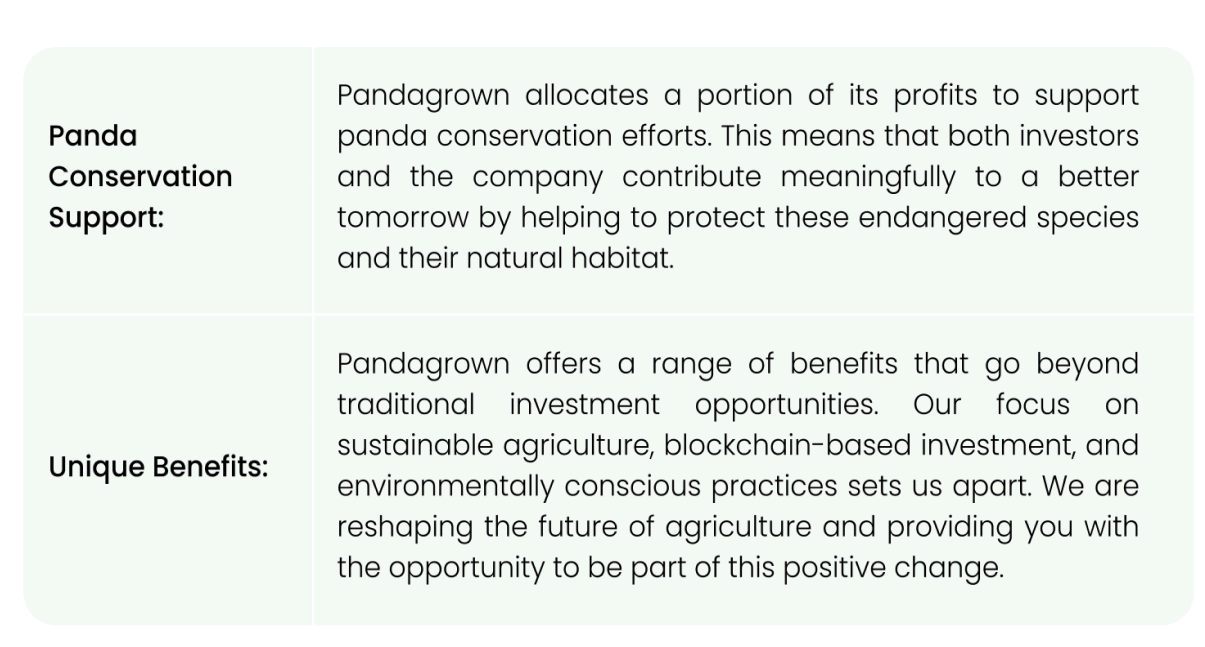 Panda
Conservation
Support:
Pandagrown allocates a portion of its profits to support
panda conservation efforts. This means that both investors
and the company contribute meaningfully to a better
tomorrow by helping to protect these endangered species
and their natural habitat.
Unique Benefits:
Pandagrown offers a range of benefits that go beyond
traditional investment opportunities. Our focus on
sustainable agriculture, blockchain-based investment, and
environmentally conscious practices sets us apart. We are
reshaping the future of agriculture and providing you with
the opportunity to be part of this positive change.